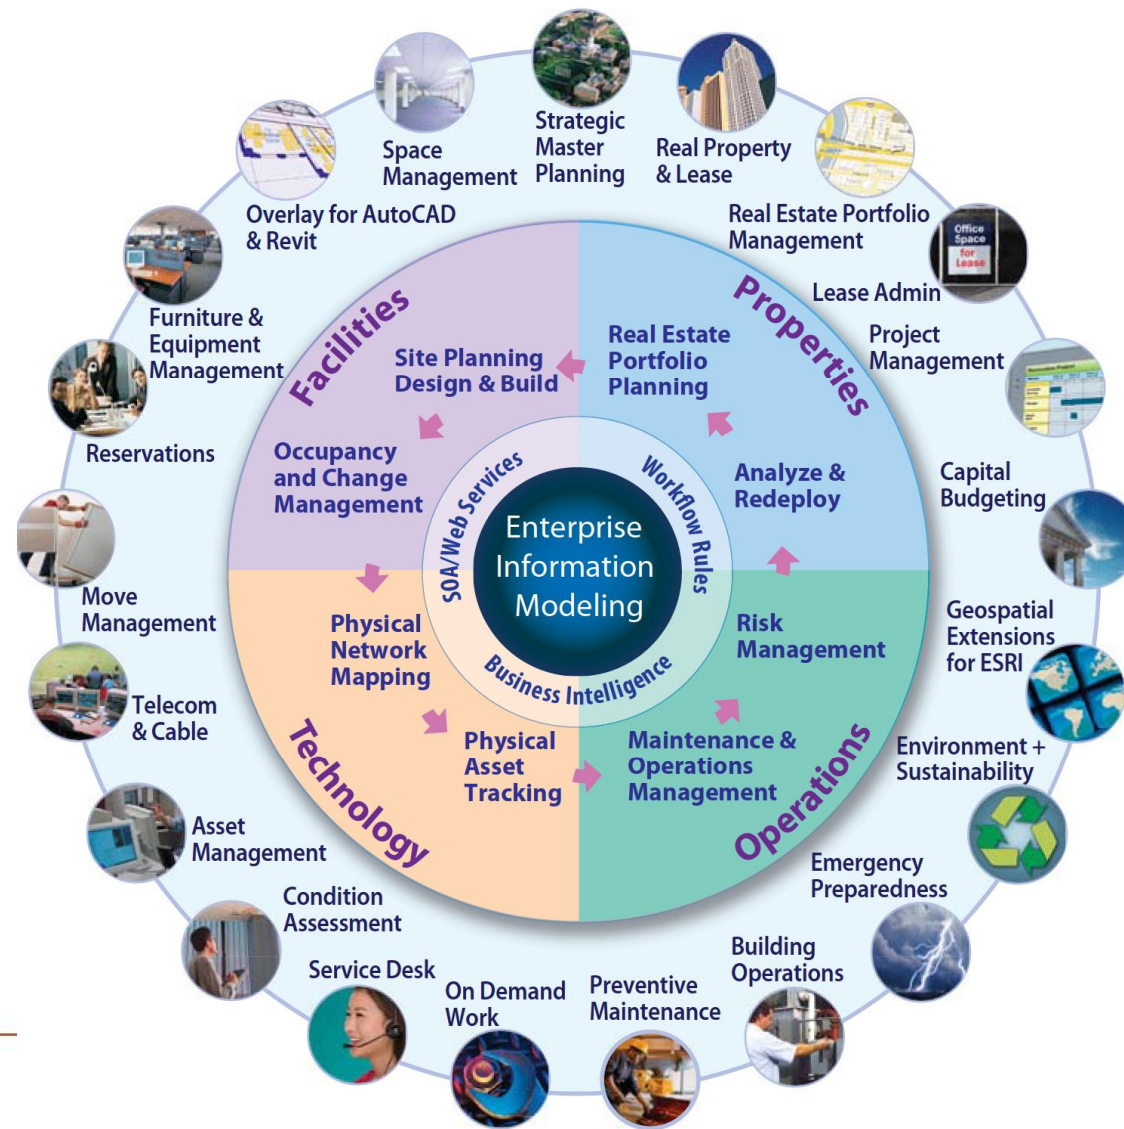 Strategic
Master
Planning
Real Property
& Lease
Real Estate Portfolio
Management
Office
Space
for
Lease
Lease Admin
Project
Management
Capital
Budgeting
Geospatial
Extensions
for ESRI
Environment +
Sustainability
Emergency
Preparedness
Building
Operations
Preventive
Maintenance
On Demand
Work
Service Desk
Condition
Assessment
Asset
Management
Telecom
& Cable
Move
Management
Reservations
Furniture &
Equipment
Management
Overlay for AutoCAD
& Revit
Space
Management
Facilities
Site Planning
Design & Build
Occupancy
and Change
Management
Properties
Real Estate
Portfolio
Planning
Analyze &
Redeploy
Technology
Physical
Network
Mapping
Physical
Asset
Tracking
Operations
Maintenance &
Operations
Management
Risk
Management
SOA/Web Services
Workflow Rules
Business Intelligence
Enterprise
Information
Modeling